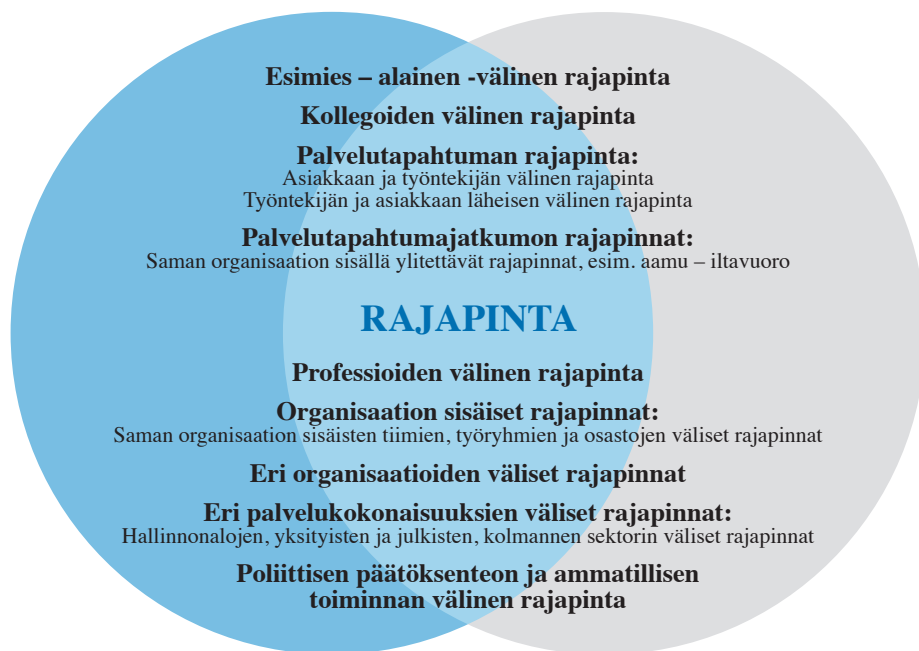 Esimies – alainen -välinen rajapinta
Kollegoiden välinen rajapinta
Palvelutapahtuman rajapinta:
Asiakkaan ja työntekijän välinen rajapinta
Työntekijän ja asiakkaan läheisen välinen rajapinta
Palvelutapahtumajatkumon rajapinnat:
Saman organisaation sisällä ylitettävät rajapinnat, esim. aamu – iltavuoro
RAJAPINTA
Professioiden välinen rajapinta
Organisaation sisäiset rajapinnat:
Saman organisaation sisäisten tiimien, työryhmien ja osastojen väliset rajapinnat
Eri organisaatioiden väliset rajapinnat
Eri palvelukokonaisuuksien väliset rajapinnat:
Hallinnonalojen, yksityisten ja julkisten, kolmannen sektorin väliset rajapinnat
Poliittisen päätöksenteon ja ammatillisen
toiminnan välinen rajapinta